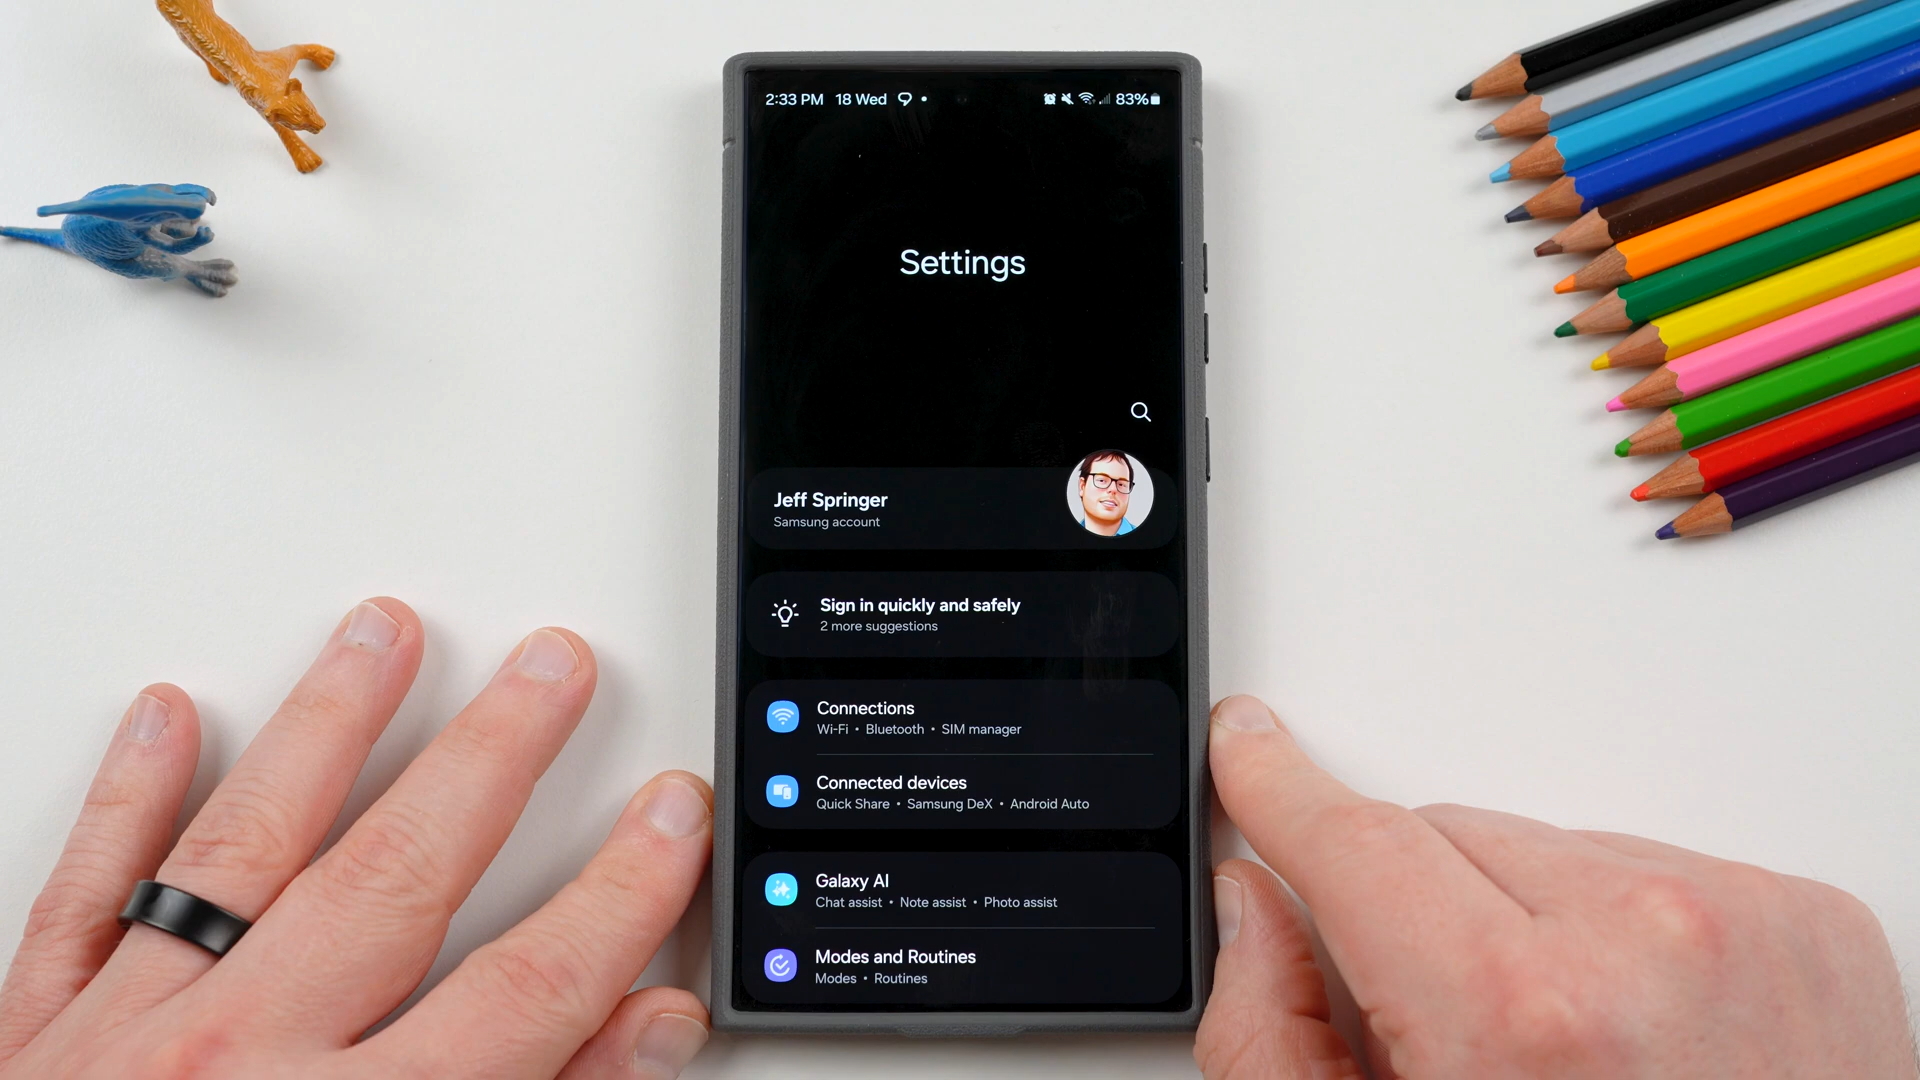 2:33 PM 18 Wed 83%
Settings
Jeff Springer
Samsung account
Sign in quickly and safely
2 more suggestions
Connections
Wi-Fi • Bluetooth • SIM manager
Connected devices
Quick Share • Samsung DeX • Android Auto
Galaxy AI
Chat assist • Note assist • Photo assist
Modes and Routines
Modes • Routines